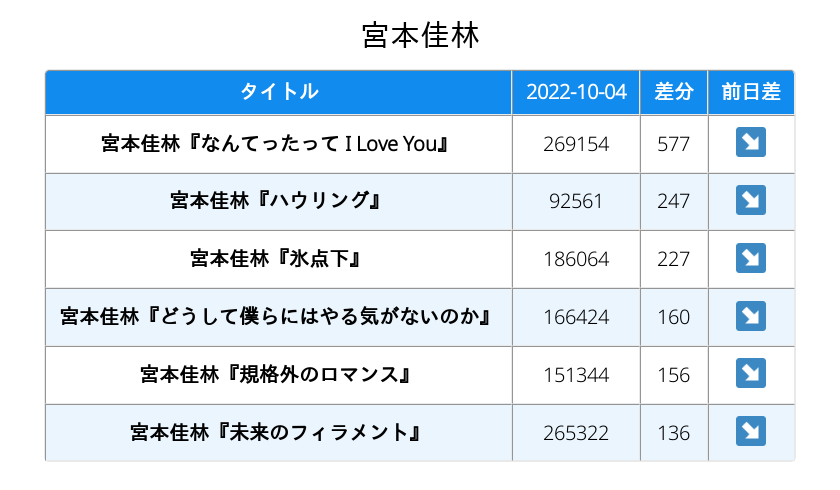 宮本佳林
タイトル 2022-10-04 差分 前日差
宮本佳林『なんてったって I Love You』 269154 577 ↘
宮本佳林『ハウリング』 92561 247 ↘
宮本佳林『氷点下』 186064 227 ↘
宮本佳林『どうして僕らにはやる気がないのか』 166424 160 ↘
宮本佳林『規格外のロマンス』 151344 156 ↘
宮本佳林『未来のフィラメント』 265322 136 ↘